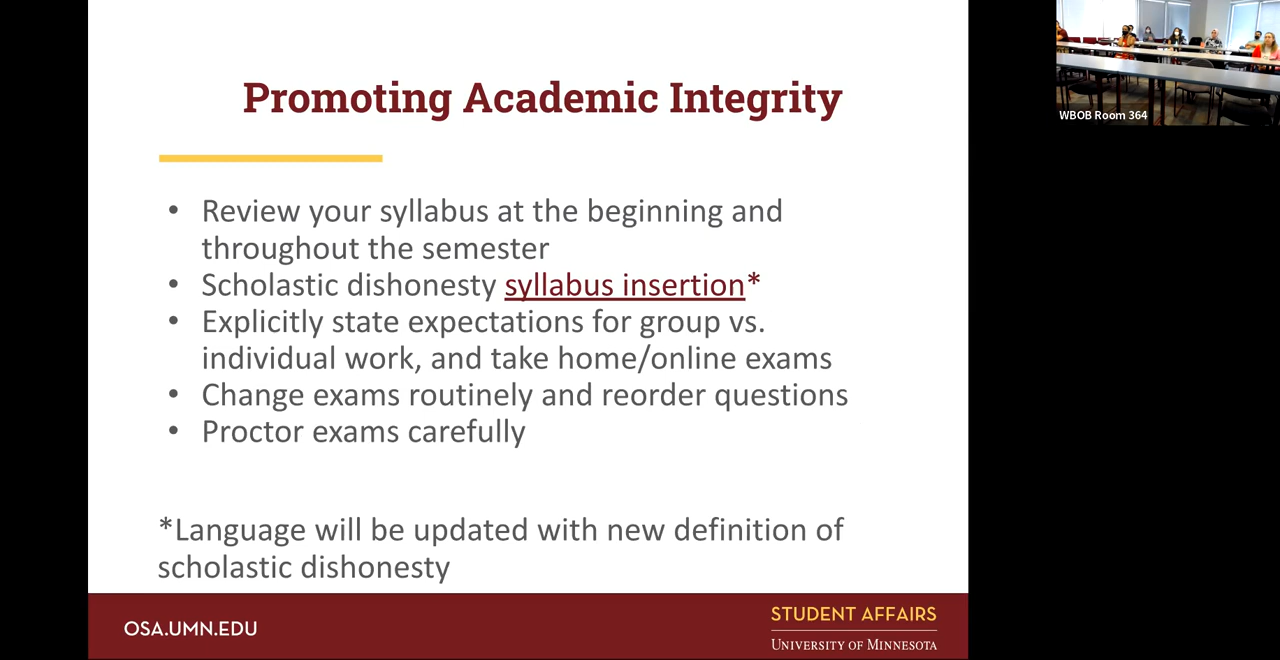 Promoting Academic Integrity
• Review your syllabus at the beginning and
throughout the semester
• Scholastic dishonesty syllabus insertion*
• Explicitly state expectations for group vs.
individual work, and take home/online exams
• Change exams routinely and reorder questions
• Proctor exams carefully
*Language will be updated with new definition of
scholastic dishonesty
OSA.UMN.EDU
STUDENT AFFAIRS
UNIVERSITY OF MINNESOTA
WBOB Room 364